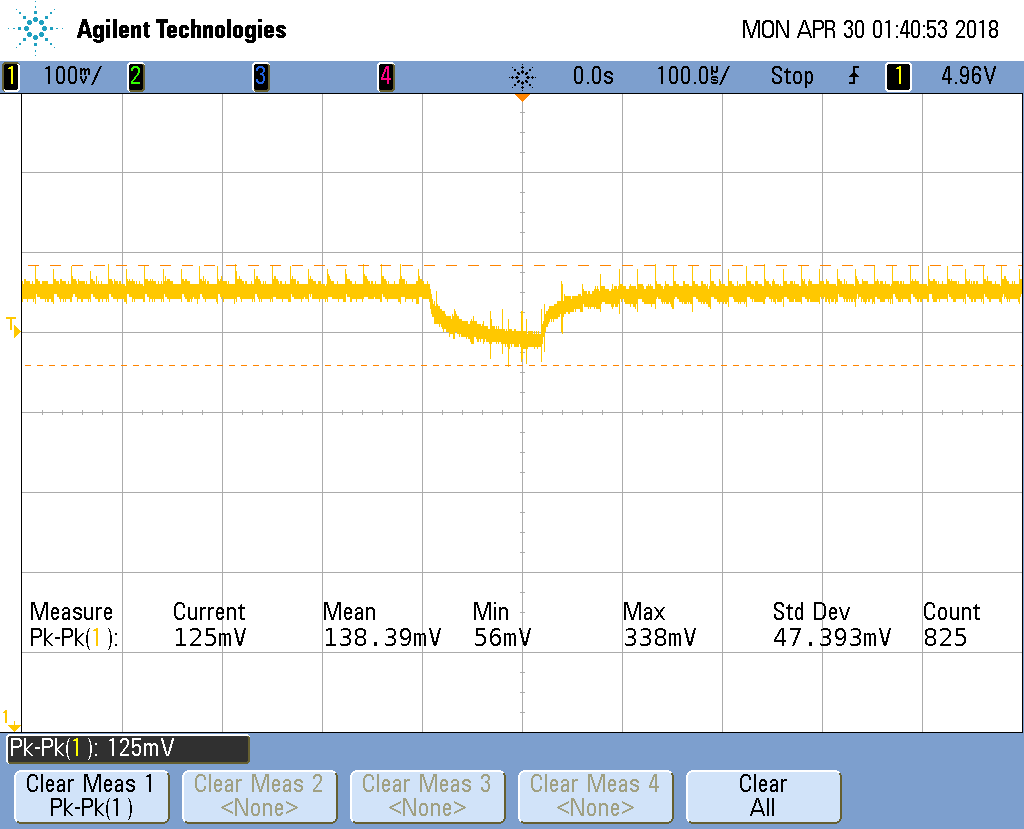 Agilent Technologies
MON APR 30 01:40:53 2018
1 100mV/ 2 3 4 0.0s 100.0us/ Stop 1 4.96V
T
Measure Current Mean Min Max Std Dev Count
Pk-Pk(1): 125mV 138.39mV 56mV 338mV 47.393mV 825
1
Pk-Pk(1): 125mV
Clear Meas 1 Clear Meas 2 Clear Meas 3 Clear Meas 4 Clear
Pk-Pk(1) <None> <None> <None> All